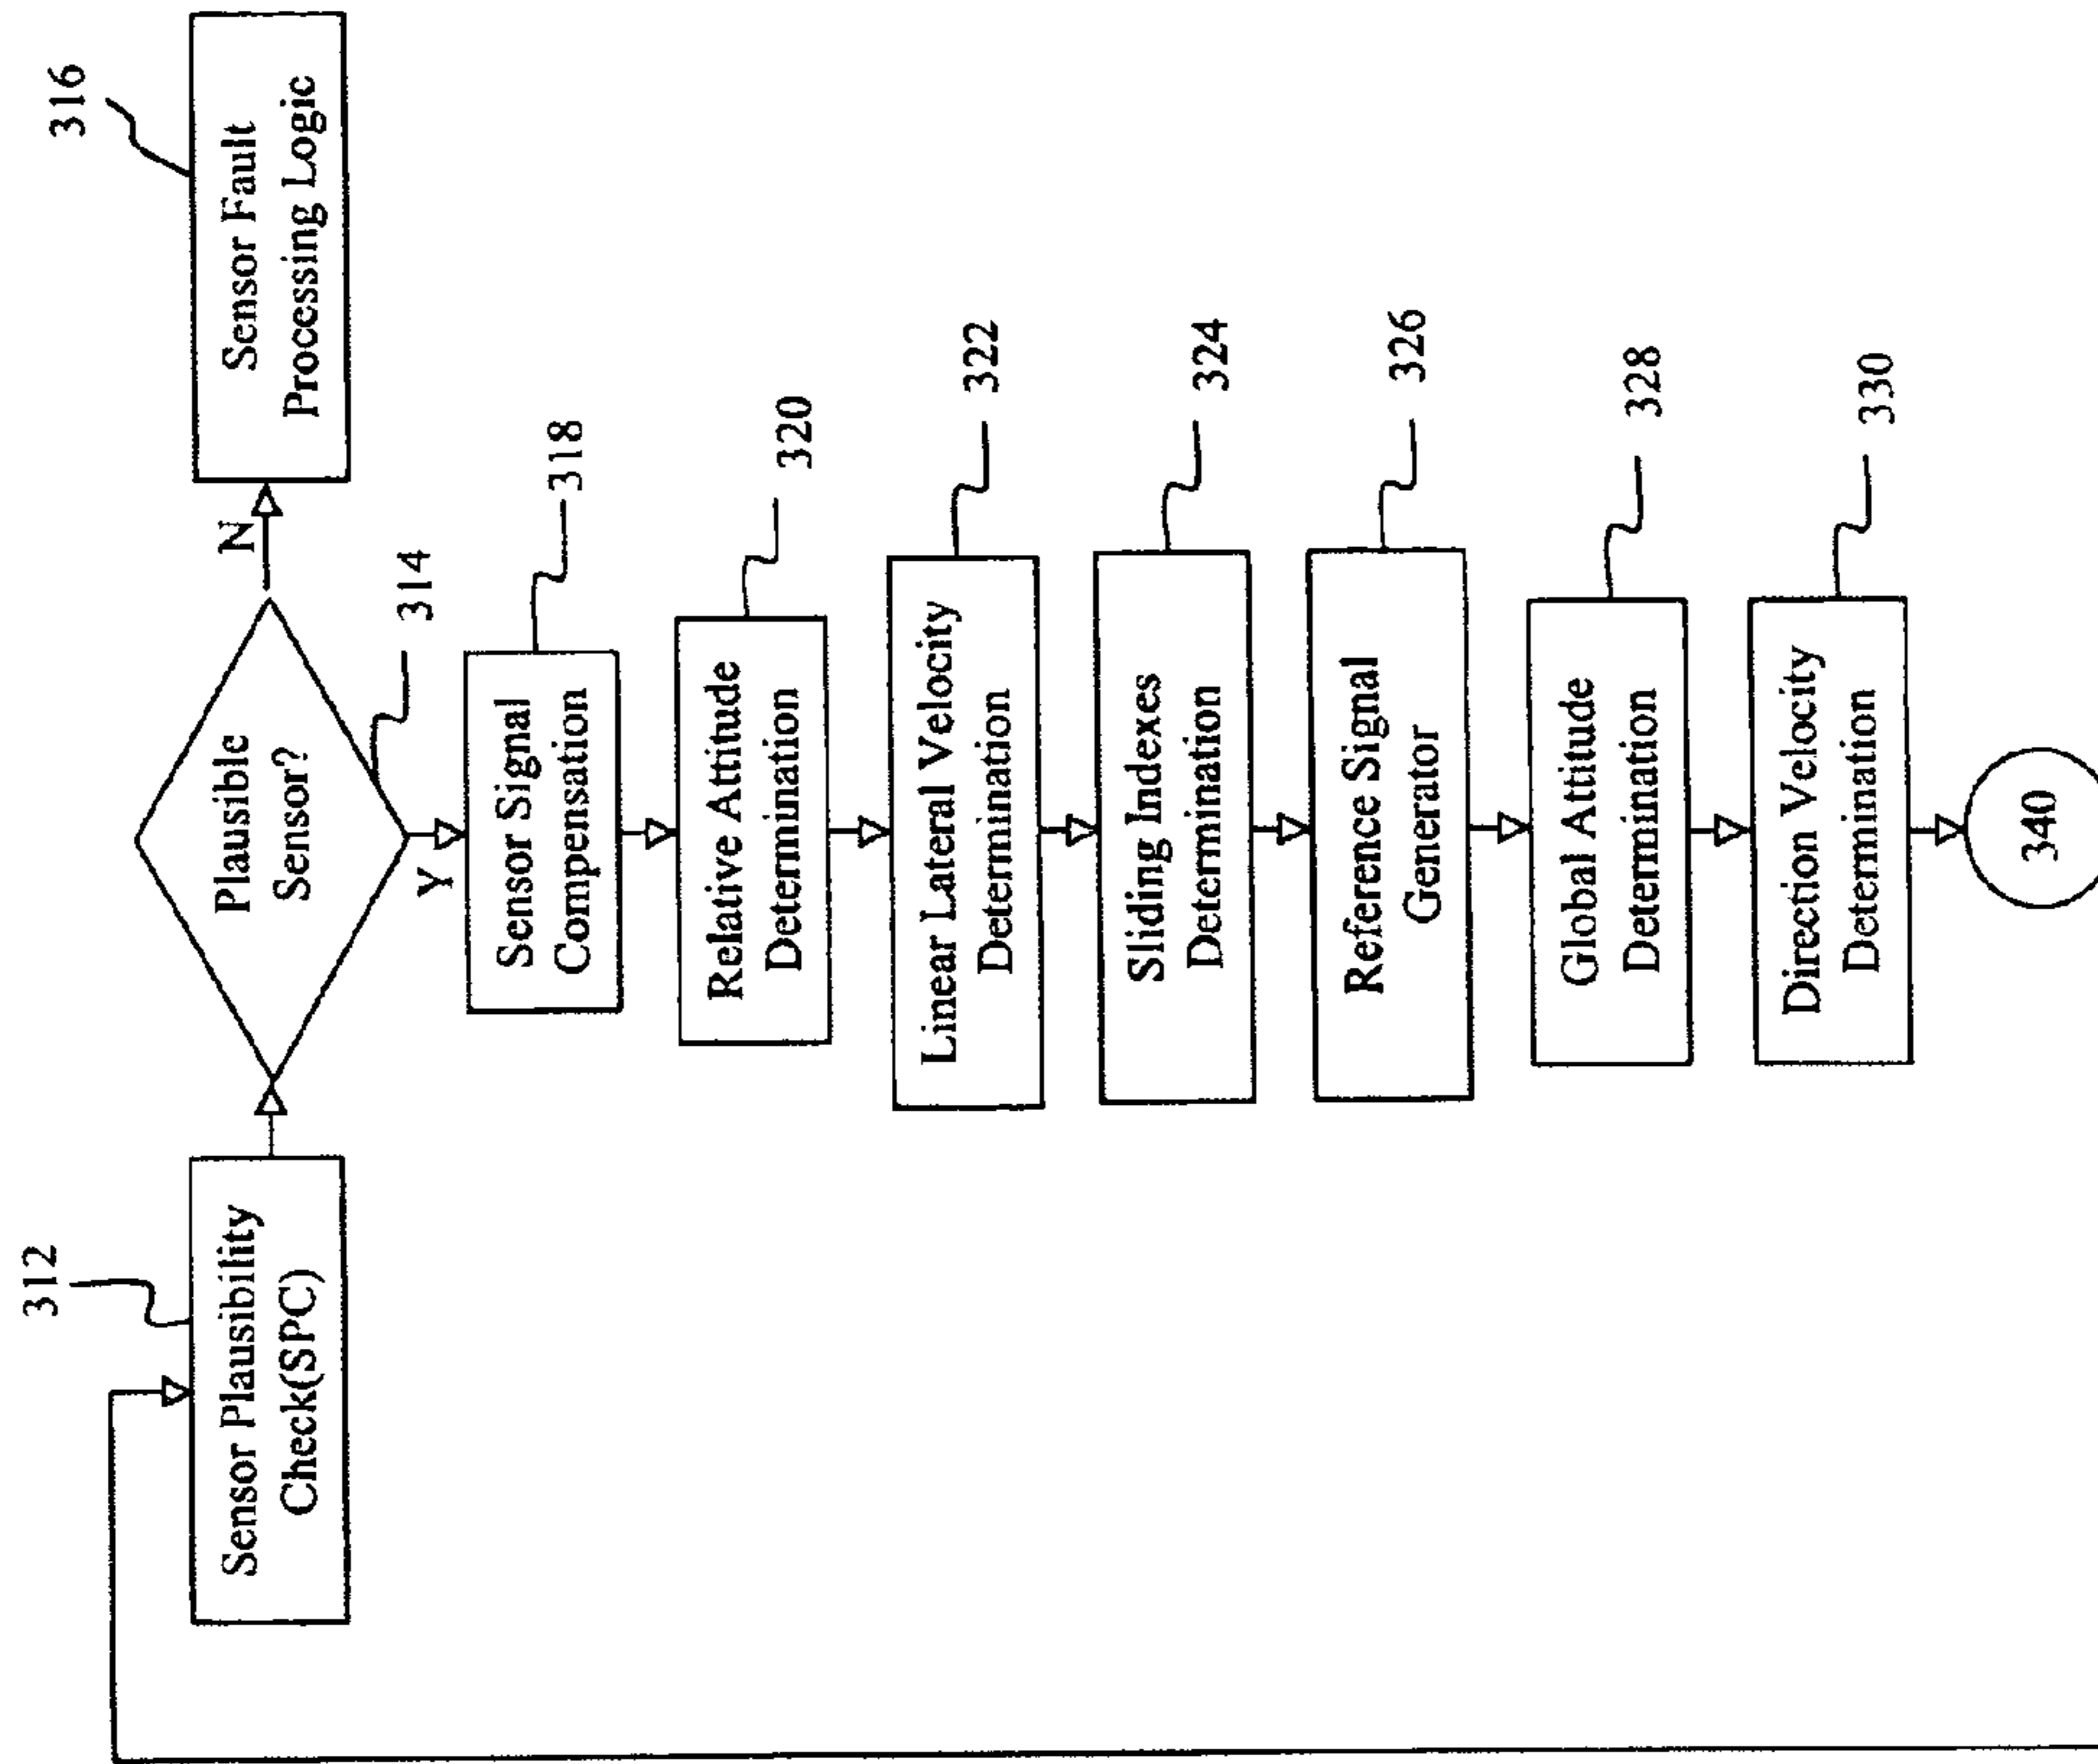 312
Sensor Plausibility
Check(SPC)
Plausible
Sensor?
314
N
316
Sensor Fault
Processing Logic
Y
Sensor Signal
Compensation
318
Relative Attitude
Determination
320
Linear Lateral Velocity
Determination
322
Sliding Indexes
Determination
324
Reference Signal
Generator
326
Global Attitude
Determination
328
Direction Velocity
Determination
330
340